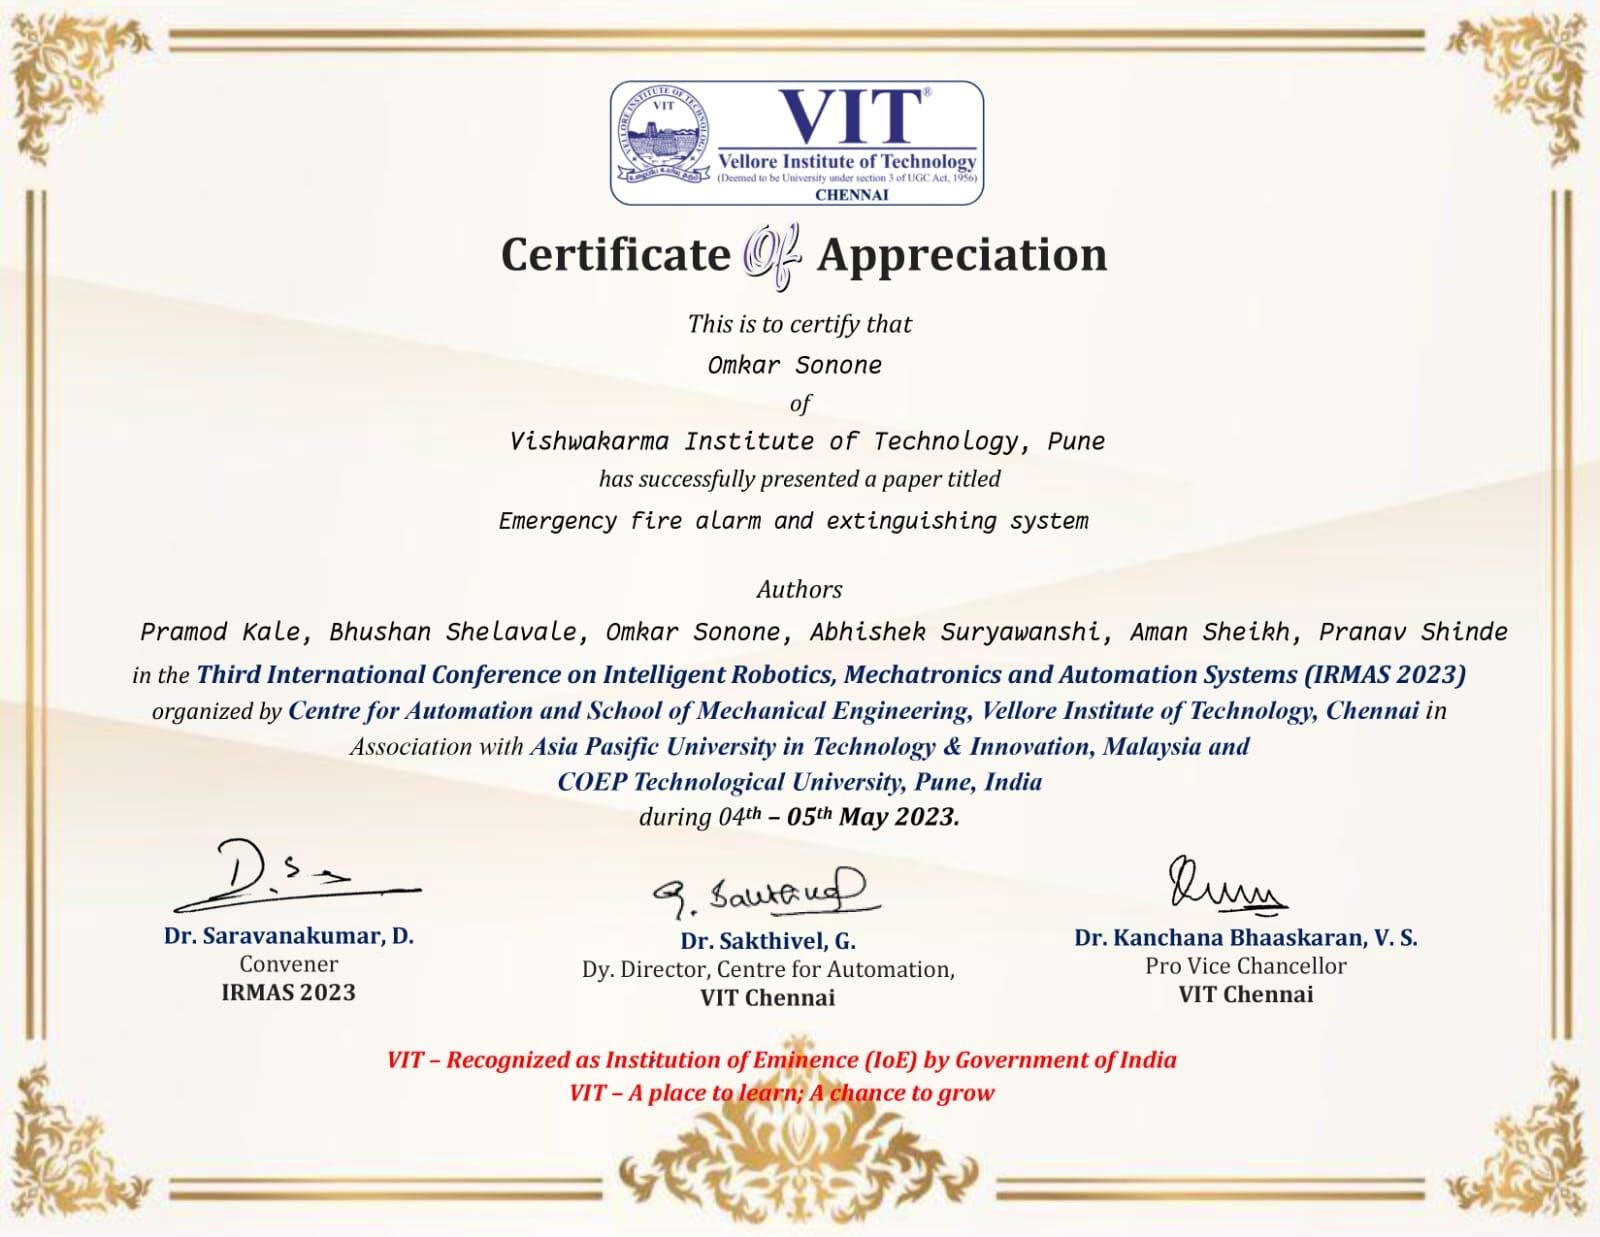 VELLORE INSTITUTE OF TECHNOLOGY
VIT
VIT®
Vellore Institute of Technology
(Deemed to be University under section 3 of UGC Act, 1956)
CHENNAI
Certificate Of Appreciation
This is to certify that
Omkar Sonone
of
Vishwakarma Institute of Technology, Pune
has successfully presented a paper titled
Emergency fire alarm and extinguishing system
Authors
Pramod Kale, Bhushan Shelavale, Omkar Sonone, Abhishek Suryawanshi, Aman Sheikh, Pranav Shinde
in the Third International Conference on Intelligent Robotics, Mechatronics and Automation Systems (IRMAS 2023)
organized by Centre for Automation and School of Mechanical Engineering, Vellore Institute of Technology, Chennai in
Association with Asia Pasific University in Technology & Innovation, Malaysia and
COEP Technological University, Pune, India
during 04th – 05th May 2023.
Dr. Saravanakumar, D.
Convener
IRMAS 2023
Dr. Sakthivel, G.
Dy. Director, Centre for Automation,
VIT Chennai
Dr. Kanchana Bhaaskaran, V. S.
Pro Vice Chancellor
VIT Chennai
VIT – Recognized as Institution of Eminence (IoE) by Government of India
VIT – A place to learn; A chance to grow